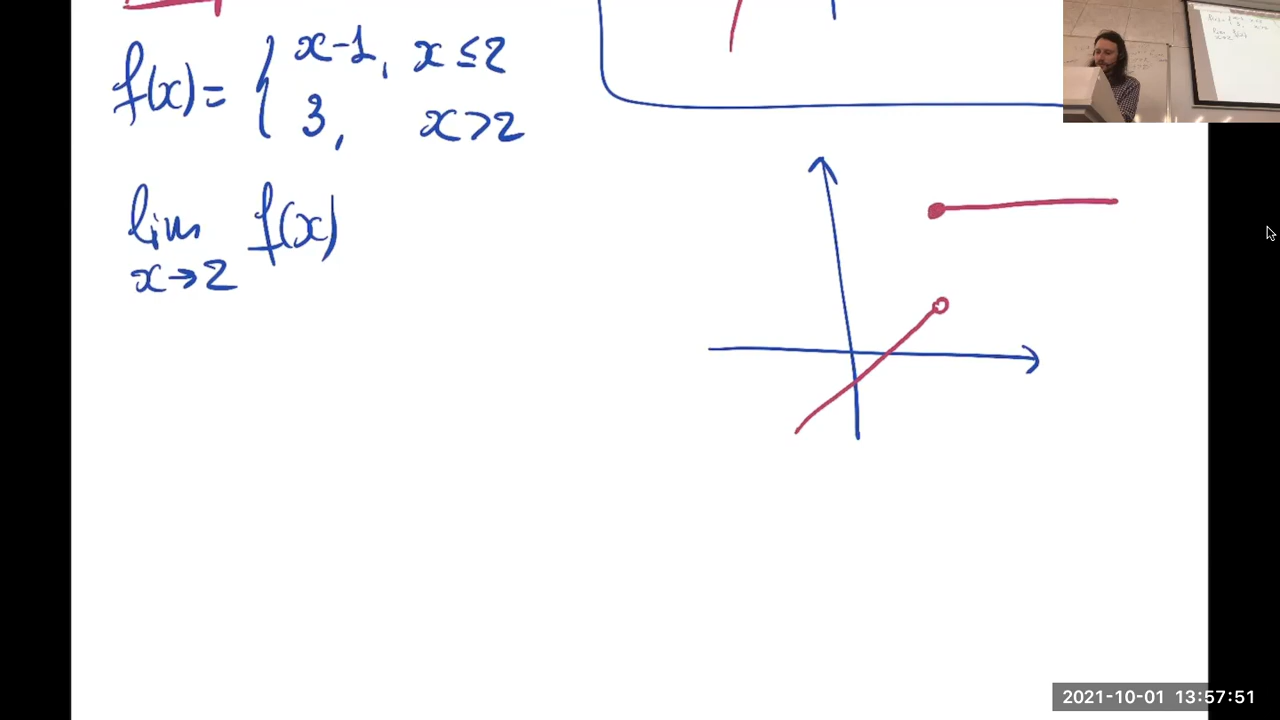 f(x) = { x-1, x ≤ 2
3, x > 2
lim f(x)
x→2
2021-10-01 13:57:51